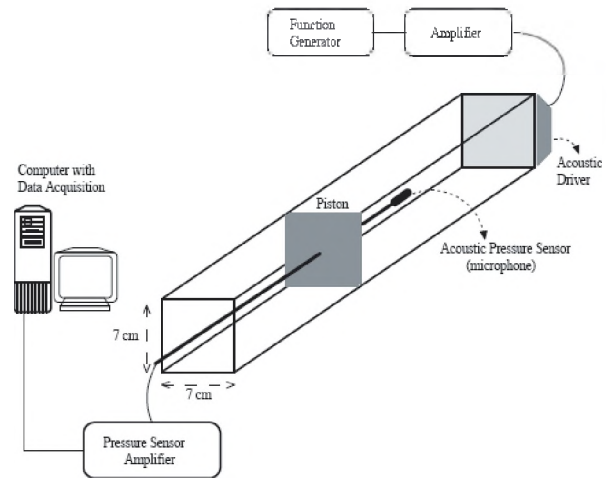 Function
Generator
Amplifier
Acoustic
Driver
Computer with
Data Acquisition
Piston
Acoustic Pressure Sensor
(microphone)
7 cm
7 cm
Pressure Sensor
Amplifier